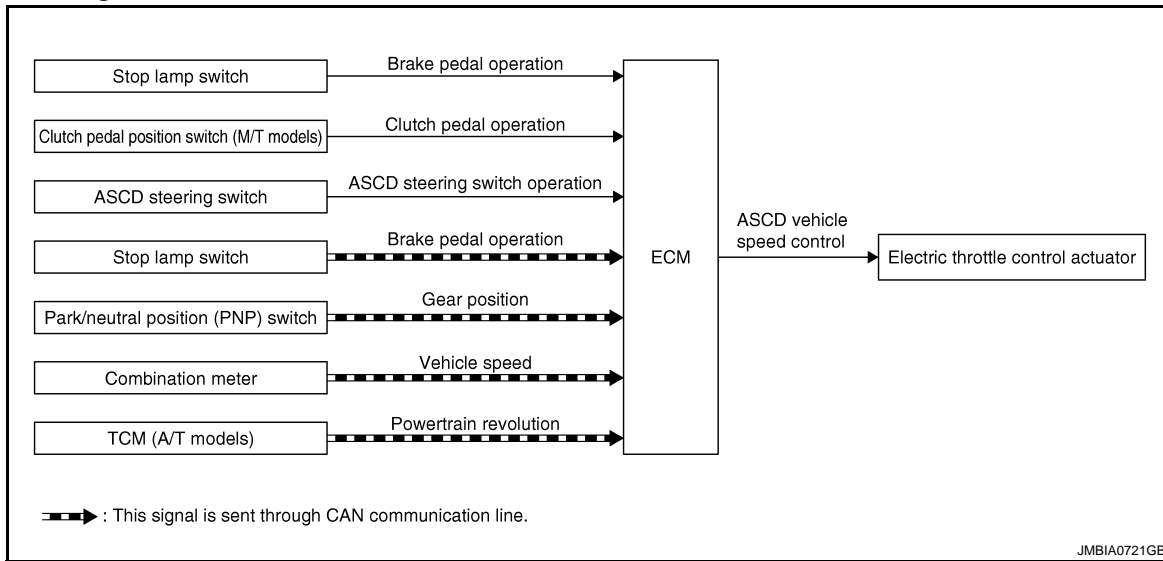 Stop lamp switch
Brake pedal operation
Clutch pedal position switch (M/T models)
Clutch pedal operation
ASCD steering switch
ASCD steering switch operation
Stop lamp switch
Brake pedal operation
Park/neutral position (PNP) switch
Gear position
Combination meter
Vehicle speed
TCM (A/T models)
Powertrain revolution
ECM
ASCD vehicle
speed control
Electric throttle control actuator
: This signal is sent through CAN communication line.
JMBIA0721GB